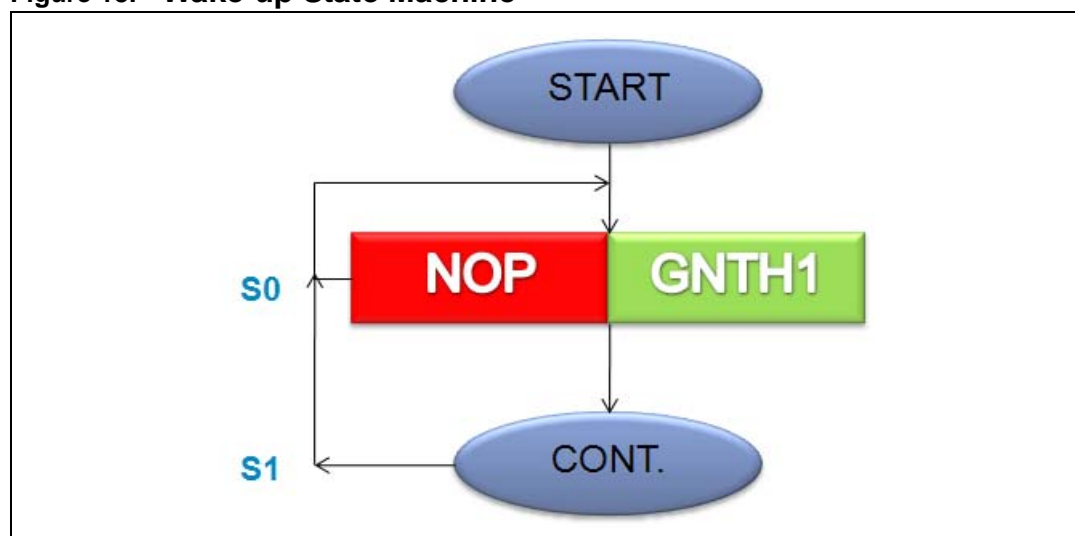 Wake-up State Machine
START
NOP GNTH1
S0
CONT.
S1